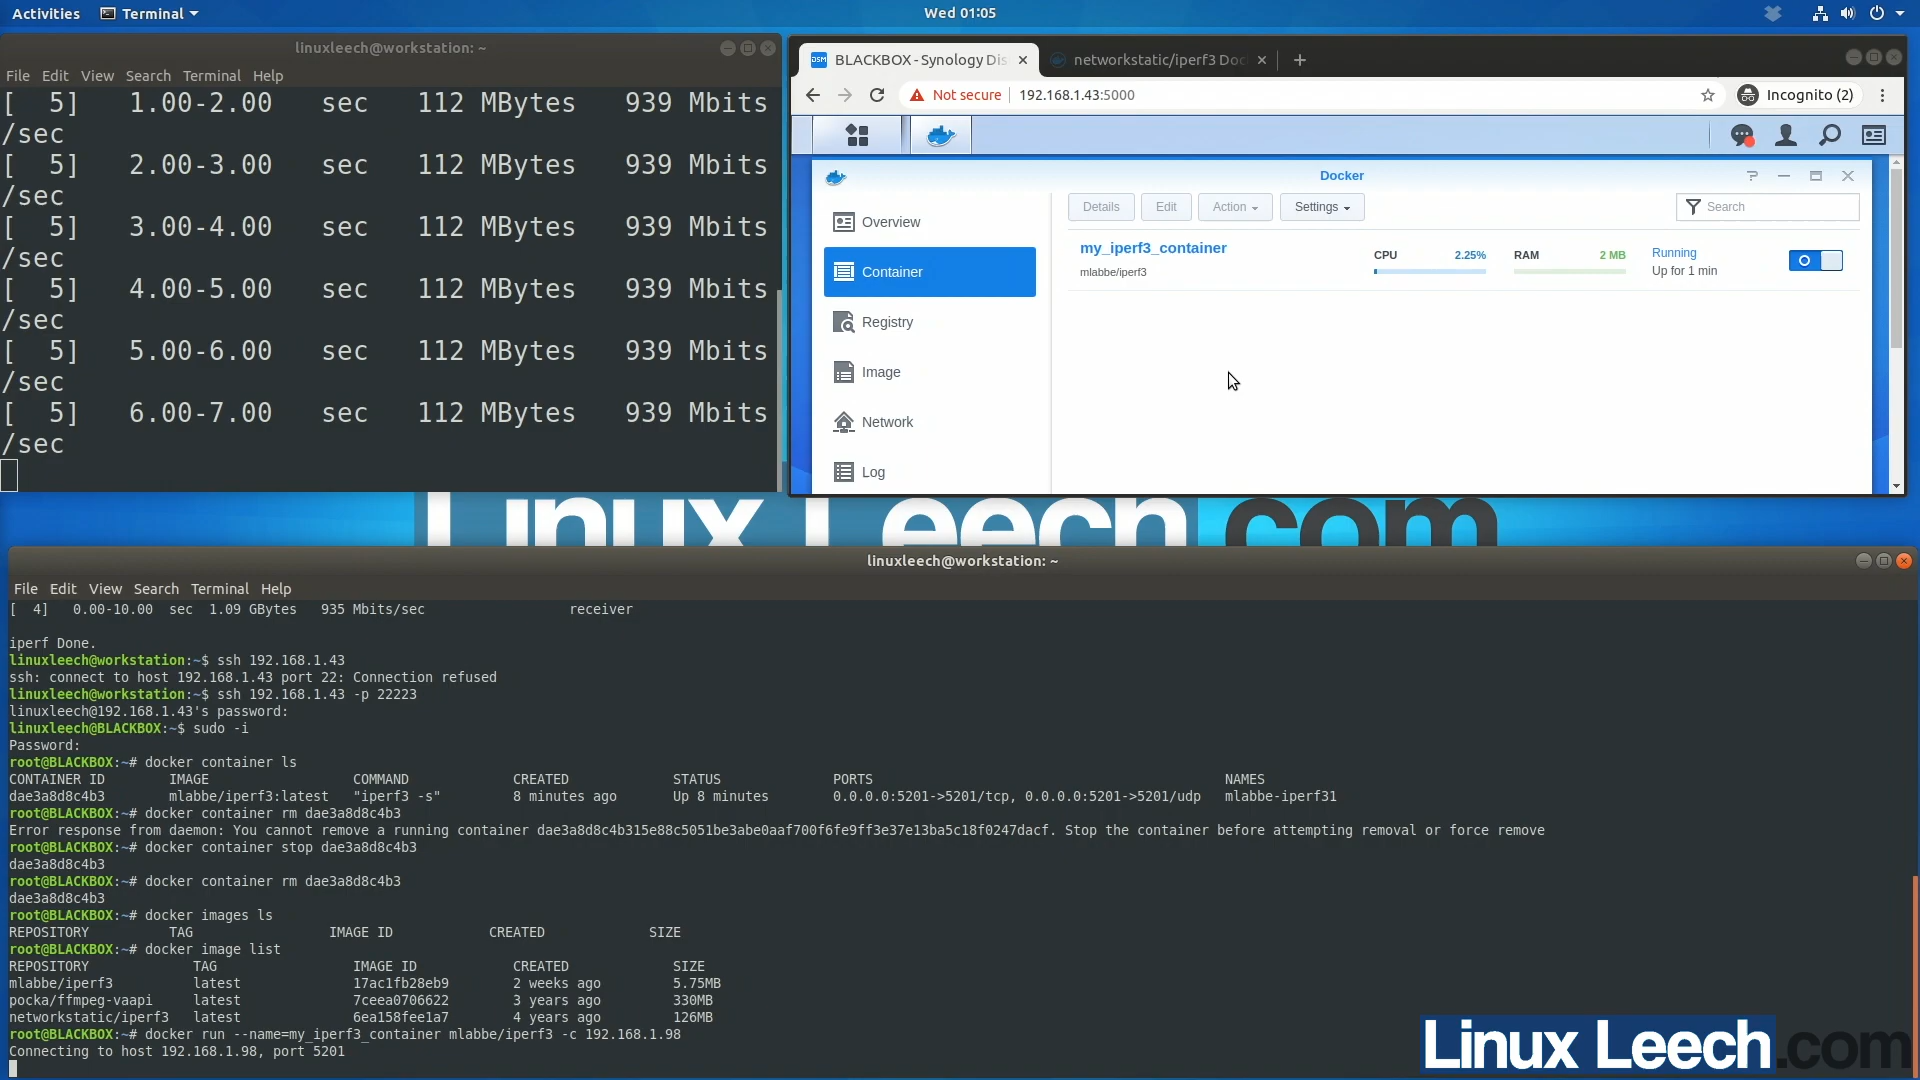 Activities Terminal Wed 01:05
linuxleech@workstation: ~
File Edit View Search Terminal Help
[ 5] 1.00-2.00 sec 112 MBytes 939 Mbits
/sec
[ 5] 2.00-3.00 sec 112 MBytes 939 Mbits
/sec
[ 5] 3.00-4.00 sec 112 MBytes 939 Mbits
/sec
[ 5] 4.00-5.00 sec 112 MBytes 939 Mbits
/sec
[ 5] 5.00-6.00 sec 112 MBytes 939 Mbits
/sec
[ 5] 6.00-7.00 sec 112 MBytes 939 Mbits
/sec
DSM BLACKBOX - Synology Dis networkstatic/iperf3 Doc
Not secure 192.168.1.43:5000 Incognito (2)
Docker
Details Edit Action Settings Search
Overview
Container
Registry
Image
Network
Log
my_iperf3_container CPU 2.25% RAM 2 MB Running
mlabbe/iperf3 Up for 1 min
Linux Leech.com
linuxleech@workstation: ~
File Edit View Search Terminal Help
[ 4] 0.00-10.00 sec 1.09 GBytes 935 Mbits/sec receiver
iperf Done.
linuxleech@workstation:~$ ssh 192.168.1.43
ssh: connect to host 192.168.1.43 port 22: Connection refused
linuxleech@workstation:~$ ssh 192.168.1.43 -p 22223
linuxleech@192.168.1.43's password:
linuxleech@BLACKBOX:~$ sudo -i
Password:
root@BLACKBOX:~# docker container ls
CONTAINER ID IMAGE COMMAND CREATED STATUS PORTS NAMES
dae3a8d8c4b3 mlabbe/iperf3:latest "iperf3 -s" 8 minutes ago Up 8 minutes 0.0.0.0:5201->5201/tcp, 0.0.0.0:5201->5201/udp mlabbe-iperf31
root@BLACKBOX:~# docker container rm dae3a8d8c4b3
Error response from daemon: You cannot remove a running container dae3a8d8c4b315e88c5051be3abe0aaf700f6fe9ff3e37e13ba5c18f0247dacf. Stop the container before attempting removal or force remove
root@BLACKBOX:~# docker container stop dae3a8d8c4b3
dae3a8d8c4b3
root@BLACKBOX:~# docker container rm dae3a8d8c4b3
dae3a8d8c4b3
root@BLACKBOX:~# docker images ls
REPOSITORY TAG IMAGE ID CREATED SIZE
root@BLACKBOX:~# docker image list
REPOSITORY TAG IMAGE ID CREATED SIZE
mlabbe/iperf3 latest 17ac1fb28eb9 2 weeks ago 5.75MB
pocka/ffmpeg-vaapi latest 7ceea0706622 3 years ago 330MB
networkstatic/iperf3 latest 6ea158fee1a7 4 years ago 126MB
root@BLACKBOX:~# docker run --name=my_iperf3_container mlabbe/iperf3 -c 192.168.1.98
Connecting to host 192.168.1.98, port 5201
Linux Leech.com